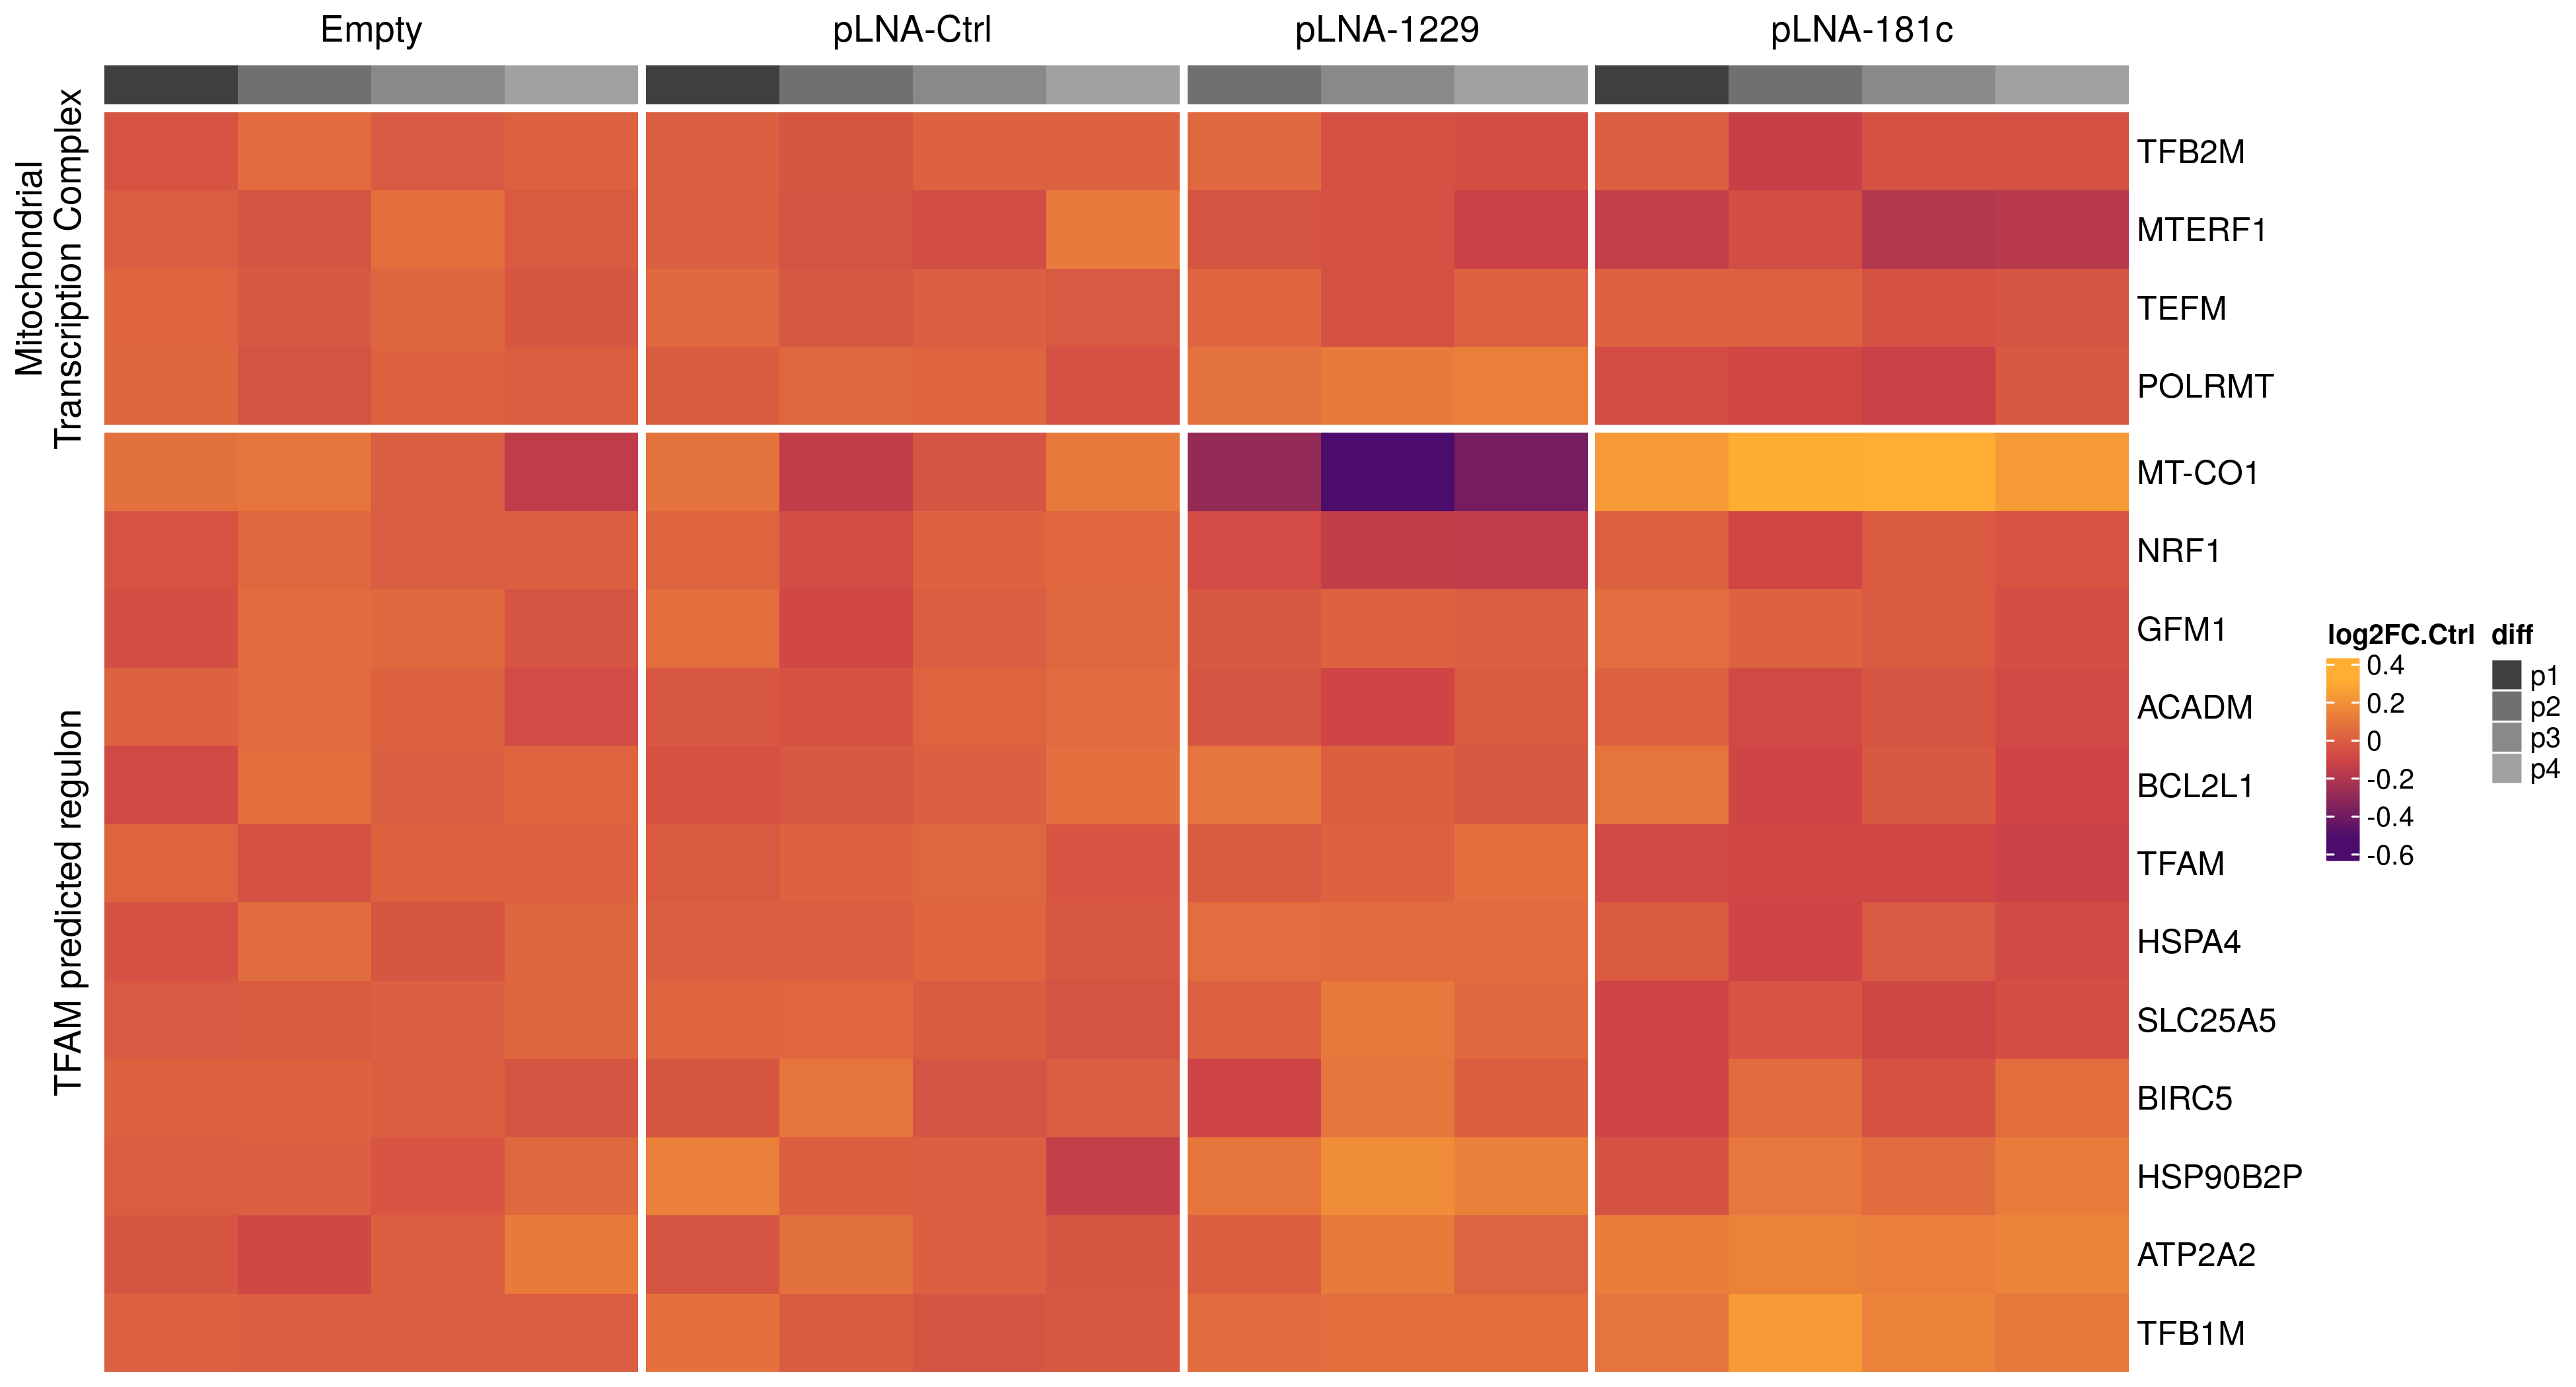 Empty
pLNA-Ctrl
pLNA-1229
pLNA-181c
Mitochondrial
Transcription Complex
TFB2M
MTERF1
TEFM
POLRMT
TFAM predicted regulon
MT-CO1
NRF1
GFM1
ACADM
BCL2L1
TFAM
HSPA4
SLC25A5
BIRC5
HSP90B2P
ATP2A2
TFB1M
log2FC.Ctrl
0.4
0.2
0
-0.2
-0.4
-0.6
diff
p1
p2
p3
p4